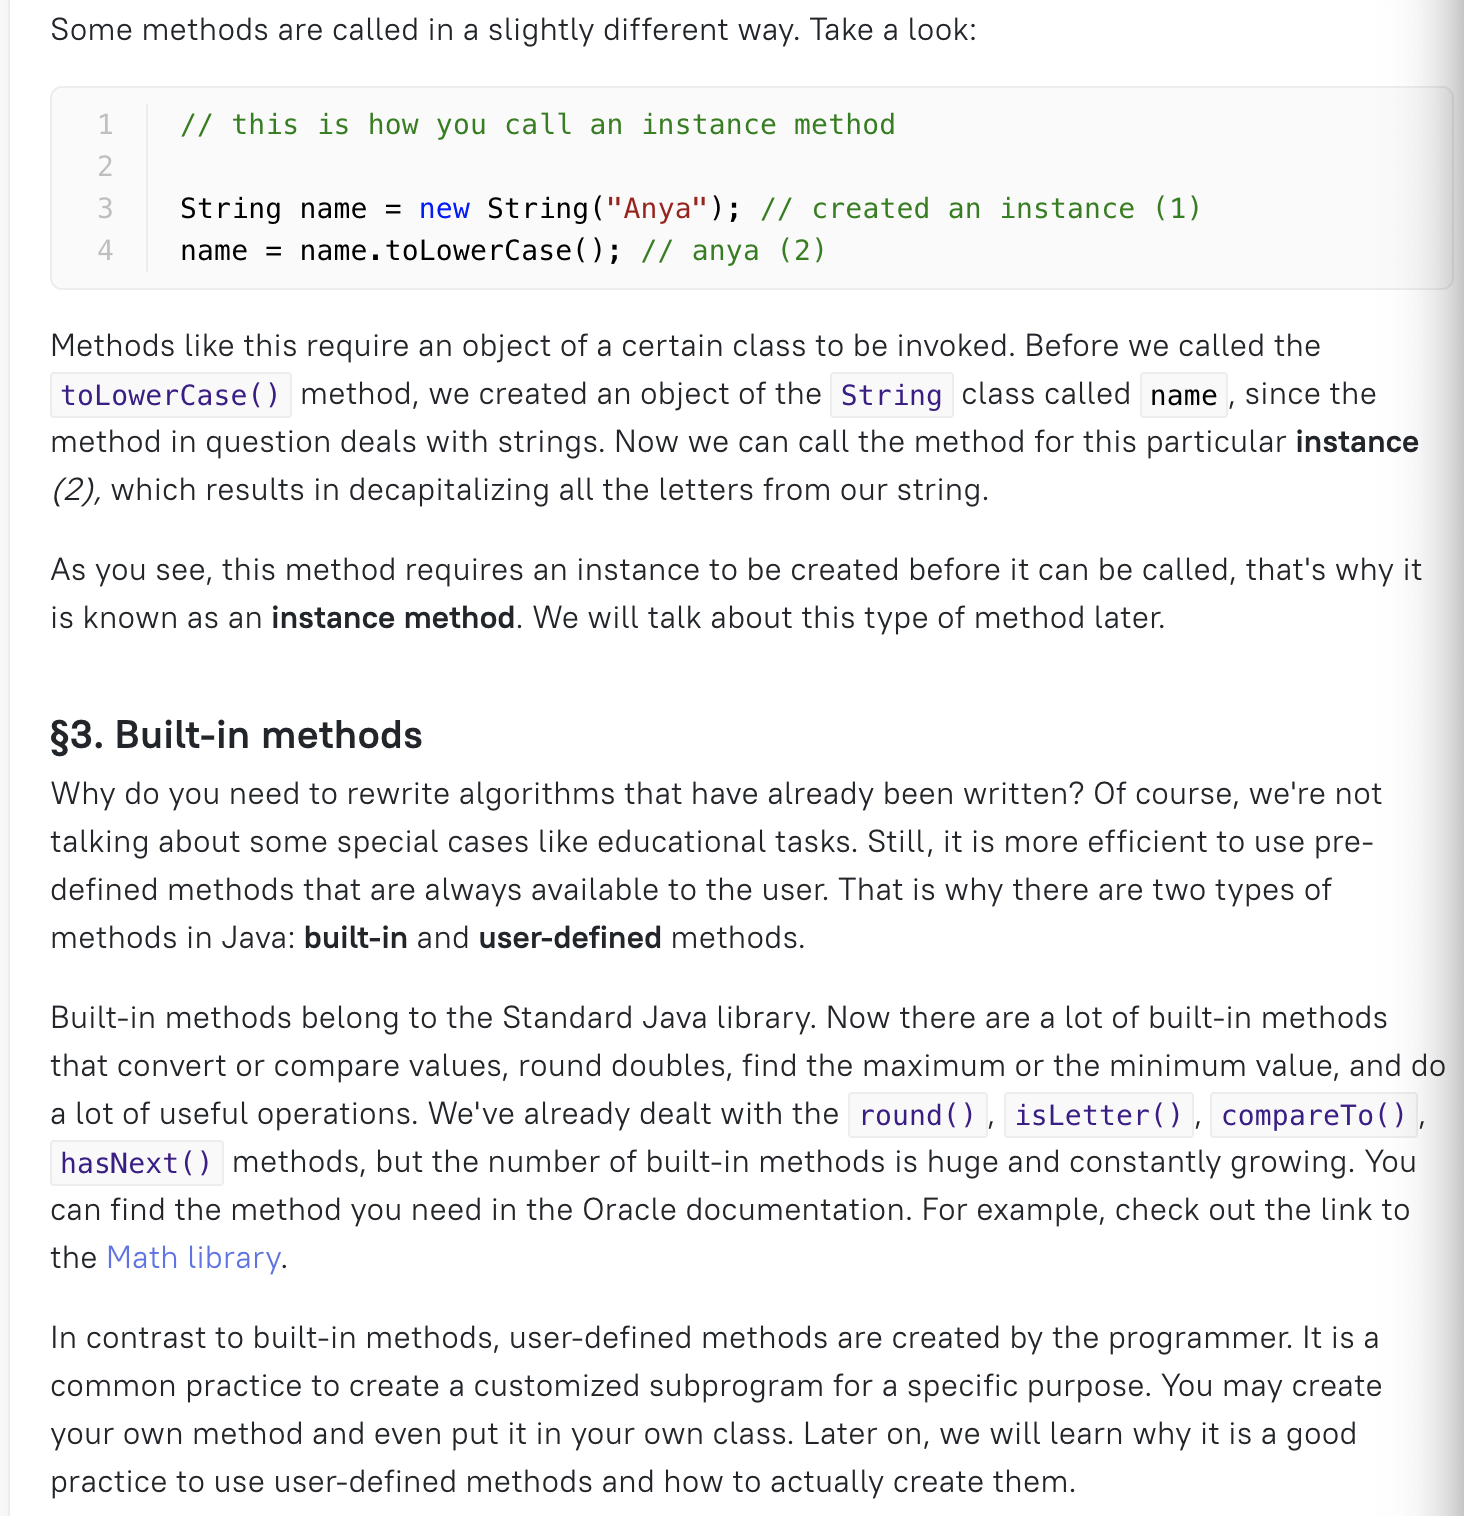 Some methods are called in a slightly different way. Take a look:
1 // this is how you call an instance method
2
3 String name = new String("Anya"); // created an instance (1)
4 name = name.toLowerCase(); // anya (2)
Methods like this require an object of a certain class to be invoked. Before we called the
toLowerCase() method, we created an object of the String class called name, since the
method in question deals with strings. Now we can call the method for this particular instance
(2), which results in decapitalizing all the letters from our string.
As you see, this method requires an instance to be created before it can be called, that's why it
is known as an instance method. We will talk about this type of method later.
§3. Built-in methods
Why do you need to rewrite algorithms that have already been written? Of course, we're not
talking about some special cases like educational tasks. Still, it is more efficient to use pre-
defined methods that are always available to the user. That is why there are two types of
methods in Java: built-in and user-defined methods.
Built-in methods belong to the Standard Java library. Now there are a lot of built-in methods
that convert or compare values, round doubles, find the maximum or the minimum value, and do
a lot of useful operations. We've already dealt with the round(), isLetter(), compareTo(),
hasNext() methods, but the number of built-in methods is huge and constantly growing. You
can find the method you need in the Oracle documentation. For example, check out the link to
the Math library.
In contrast to built-in methods, user-defined methods are created by the programmer. It is a
common practice to create a customized subprogram for a specific purpose. You may create
your own method and even put it in your own class. Later on, we will learn why it is a good
practice to use user-defined methods and how to actually create them.